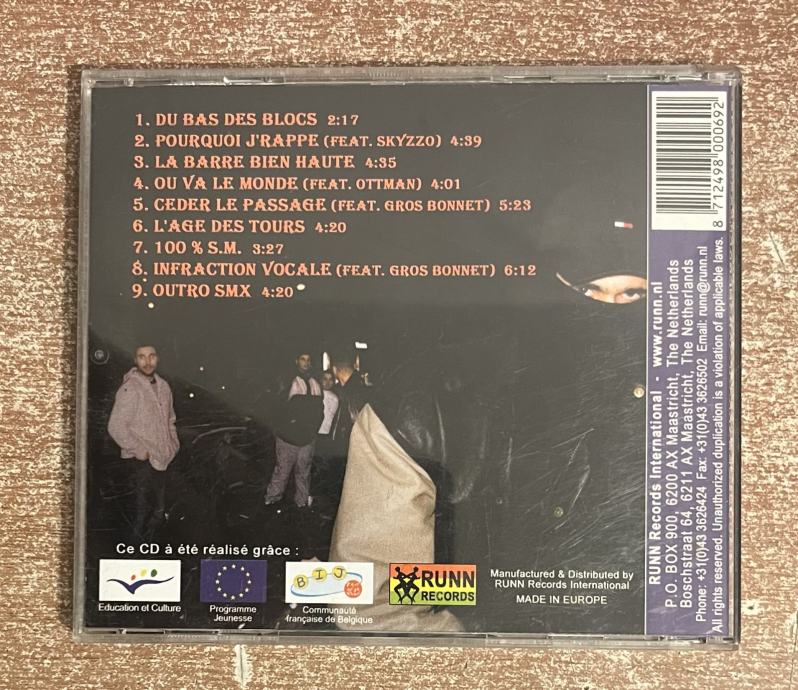 1. DU BAS DES BLOCS 2:17
2. POURQUOI J'RAPPE (FEAT. SKYZZO) 4:39
3. LA BARRE BIEN HAUTE 4:35
4. OU VA LE MONDE (FEAT. OTTMAN) 4:01
5. CEDER LE PASSAGE (FEAT. GROS BONNET) 5:23
6. L'AGE DES TOURS 4:20
7. 100 % S.M. 3:27
8. INFRACTION VOCALE (FEAT. GROS BONNET) 6:12
9. OUTRO SMX 4:20
Ce CD à été réalisé grâce :
Education et Culture
Programme
Jeunesse
BIJ
Communauté
française de Belgique
RUNN
RECORDS
Manufactured & Distributed by
RUNN Records International
MADE IN EUROPE
8 712498 000692
RUNN Records International - www.runn.nl
P.O. BOX 900, 6200 AX Maastricht, The Netherlands
Boschstraat 64, 6211 AX Maastricht, The Netherlands
Phone: +31(0)43 3626424 Fax: +31(0)43 3626502 Email: runn@runn.nl
All rights reserved. Unauthorized duplication is a violation of applicable laws.